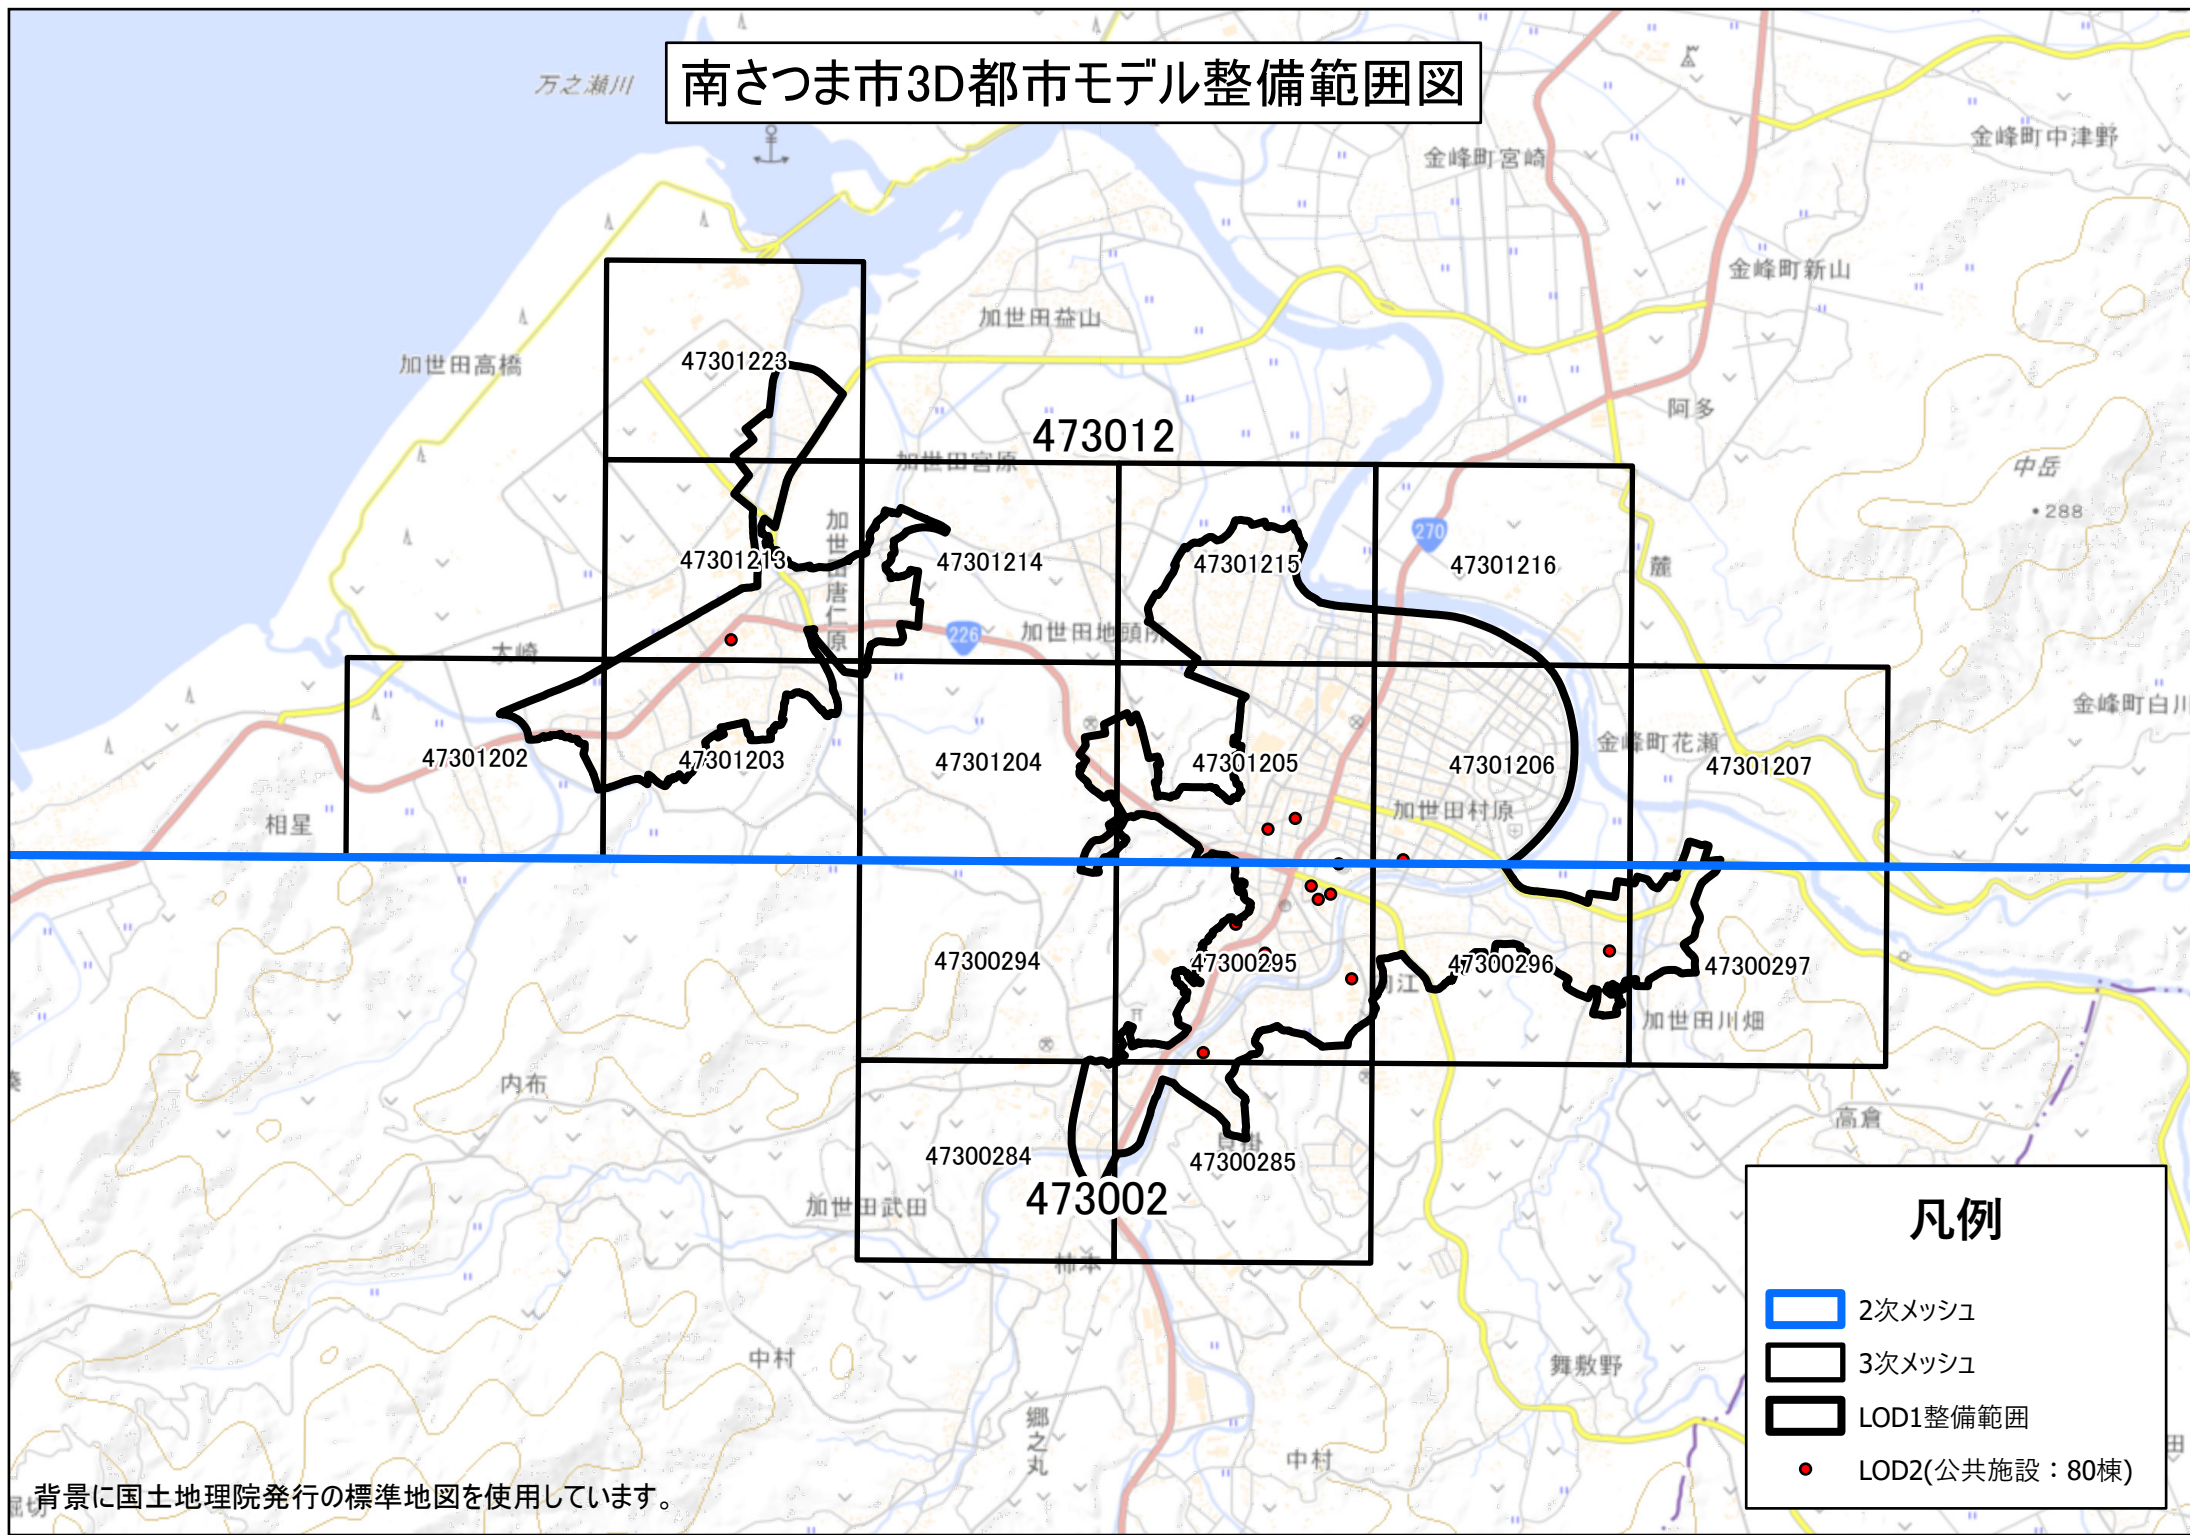 南さつま市3D都市モデル整備範囲図
万之瀬川
金峰町宮崎
金峰町中津野
金峰町新山
加世田益山
加世田高橋
47301223
阿多
473012
加世田宮原
中岳
・288
加世田唐仁原
270
47301213
47301214
47301215
47301216
麓
226
加世田地頭所
大崎
金峰町白川
金峰町花瀬
47301202
47301203
47301204
47301205
47301206
47301207
加世田村原
相星
47300294
47300295
47300296
47300297
加世田川畑
内布
高倉
47300284
47300285
加世田武田
473002
柿本
中村
舞敷野
郷之丸
中村
田
堀切
凡例
2次メッシュ
3次メッシュ
LOD1整備範囲
LOD2(公共施設：80棟)
背景に国土地理院発行の標準地図を使用しています。